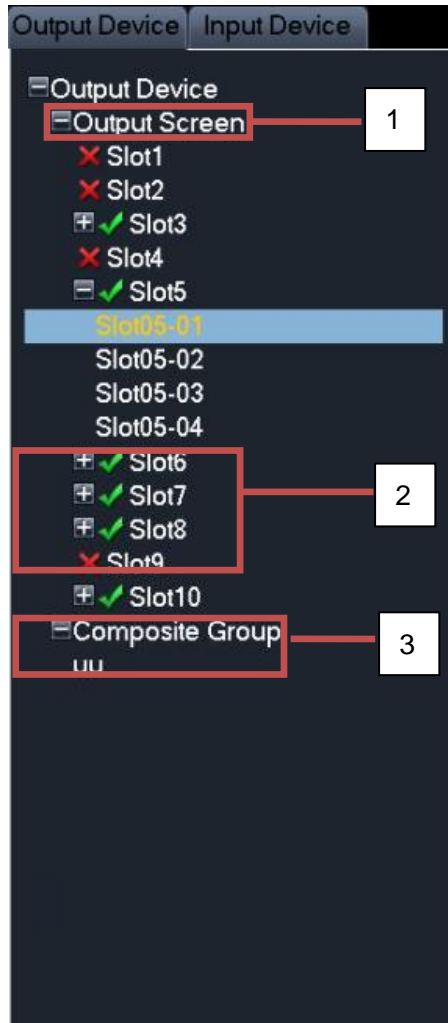 Output Device Input Device
Output Device
Output Screen
1
Slot1
Slot2
Slot3
Slot4
Slot5
Slot05-01
Slot05-02
Slot05-03
Slot05-04
Slot6
Slot7
2
Slot8
Slot9
Slot10
Composite Group
3
uu